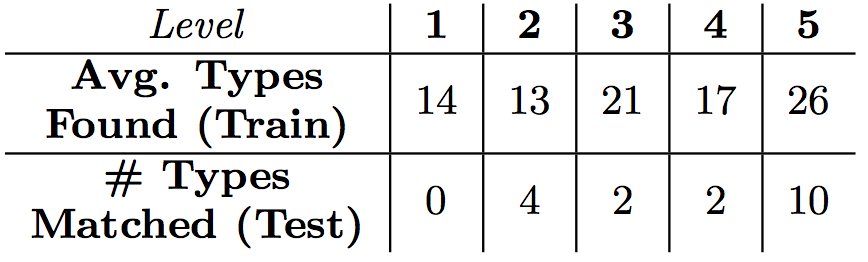 Level 1 2 3 4 5
Avg. Types
Found (Train) 14 13 21 17 26
# Types
Matched (Test) 0 4 2 2 10